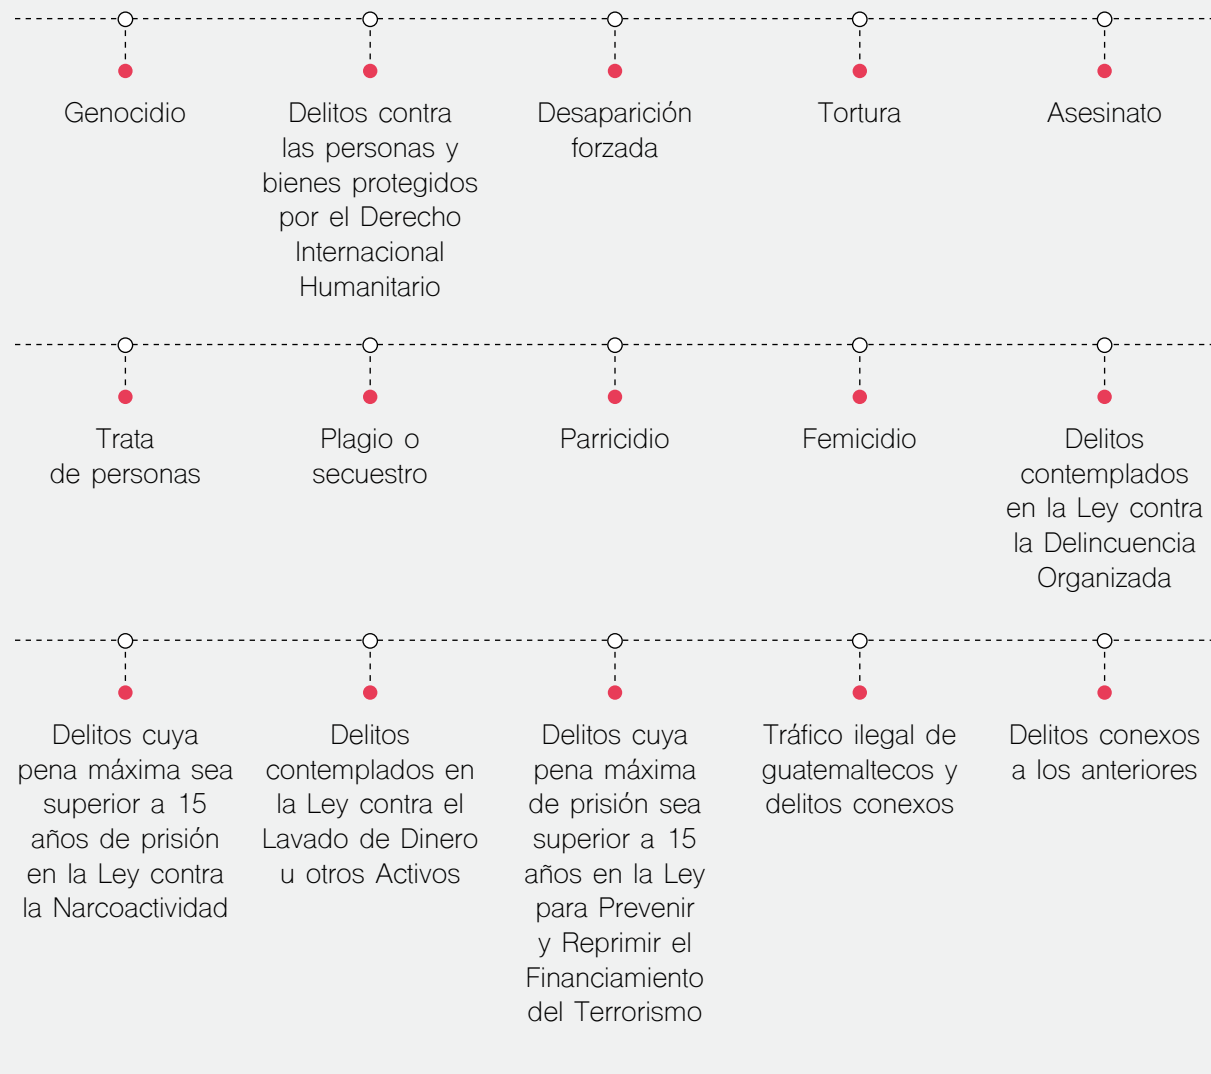 Genocidio
Delitos contra
las personas y
bienes protegidos
por el Derecho
Internacional
Humanitario
Desaparición
forzada
Tortura
Asesinato
Trata
de personas
Plagio o
secuestro
Parricidio
Femicidio
Delitos
contemplados
en la Ley contra
la Delincuencia
Organizada
Delitos cuya
pena máxima sea
superior a 15
años de prisión
en la Ley contra
la Narcoactividad
Delitos
contemplados en
la Ley contra el
Lavado de Dinero
u otros Activos
Delitos cuya
pena máxima
de prisión sea
superior a 15
años en la Ley
para Prevenir
y Reprimir el
Financiamiento
del Terrorismo
Tráfico ilegal de
guatemaltecos y
delitos conexos
Delitos conexos
a los anteriores